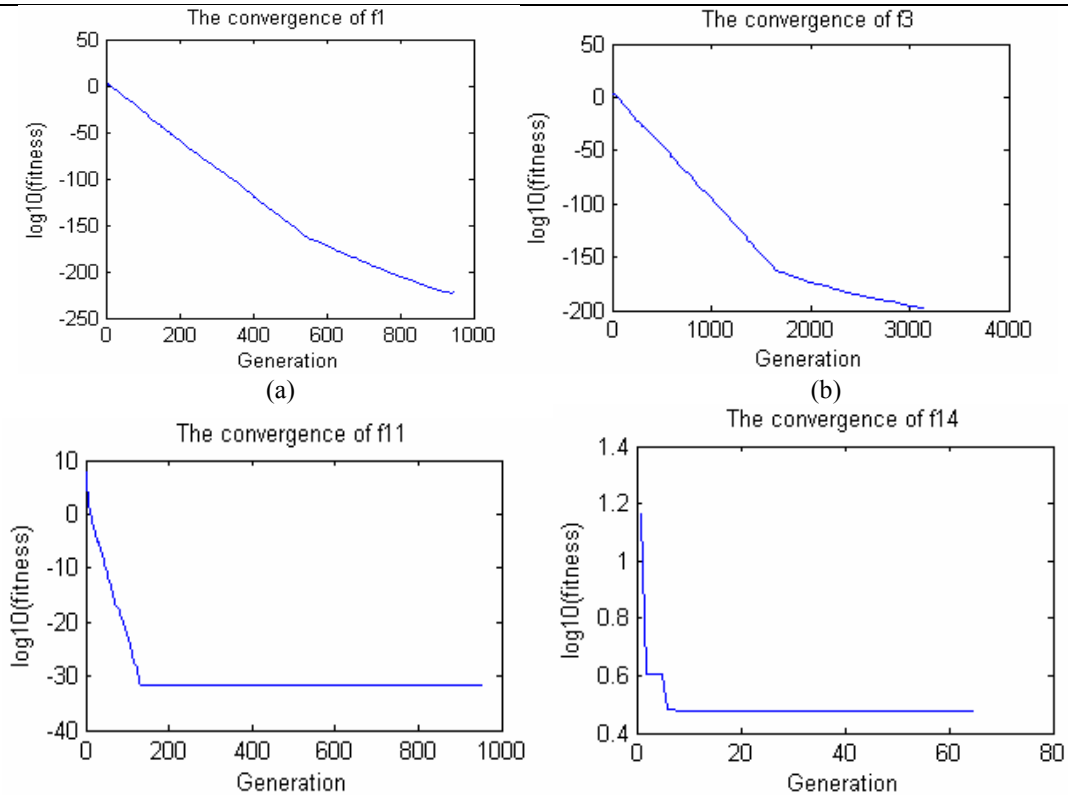 The convergence of f1
50
0
-50
-100
-150
-200
-250
log10(fitness)
0 200 400 600 800 1000
Generation
(a)
The convergence of f3
50
0
-50
-100
-150
-200
log10(fitness)
0 1000 2000 3000 4000
Generation
(b)
The convergence of f11
10
0
-10
-20
-30
-40
log10(fitness)
0 200 400 600 800 1000
Generation
The convergence of f14
1.4
1.2
1
0.8
0.6
0.4
log10(fitness)
0 20 40 60 80
Generation